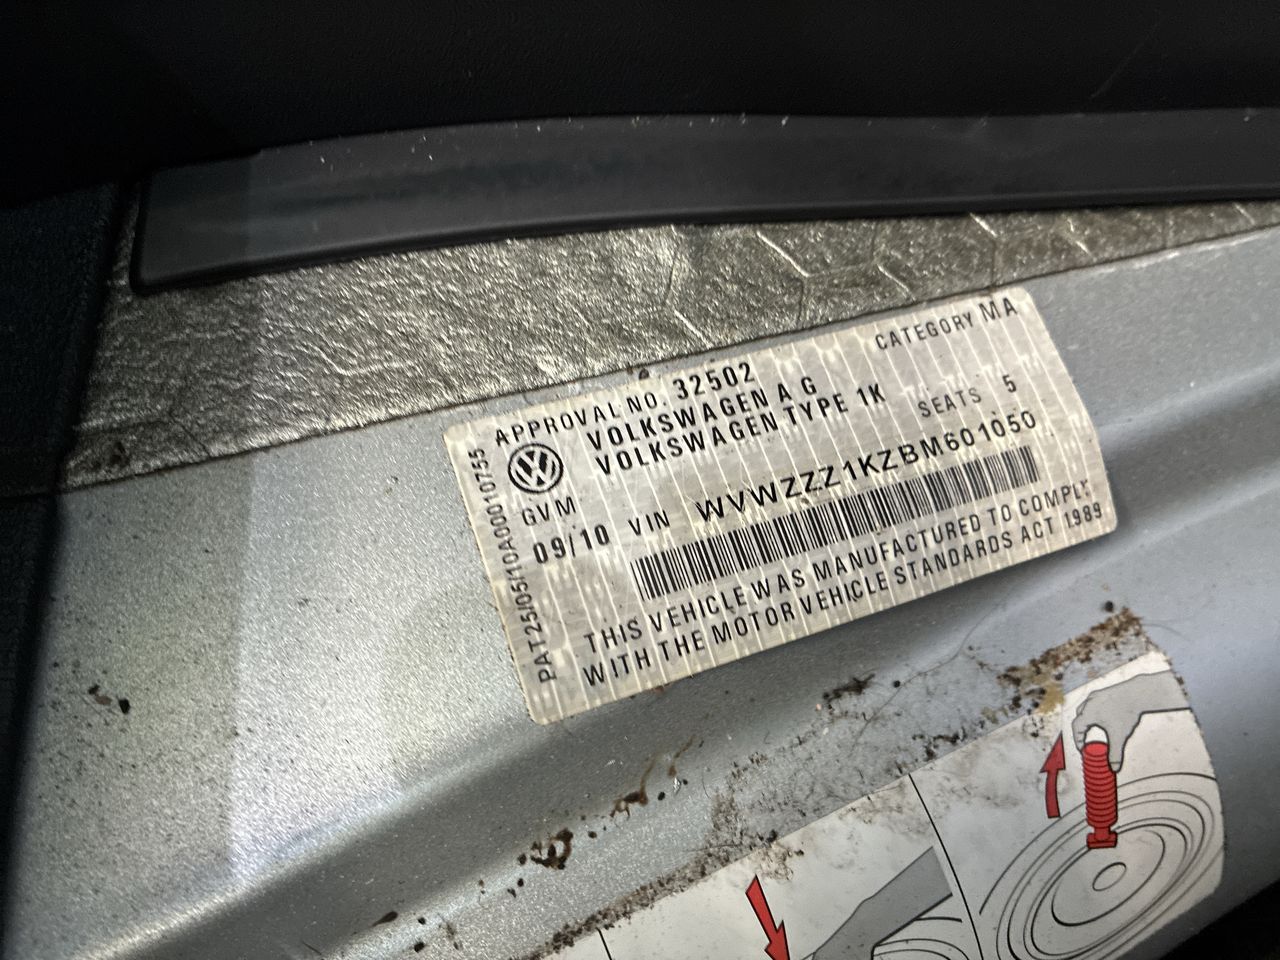 APPROVAL NO. 32502 CATEGORY MA
VOLKSWAGEN A G
VOLKSWAGEN TYPE 1K SEATS 5
GVM
09/10 VIN WVWZZZ1KZBM601050
THIS VEHICLE WAS MANUFACTURED TO COMPLY
WITH THE MOTOR VEHICLE STANDARDS ACT 1989
PAT25/05/10A00010755